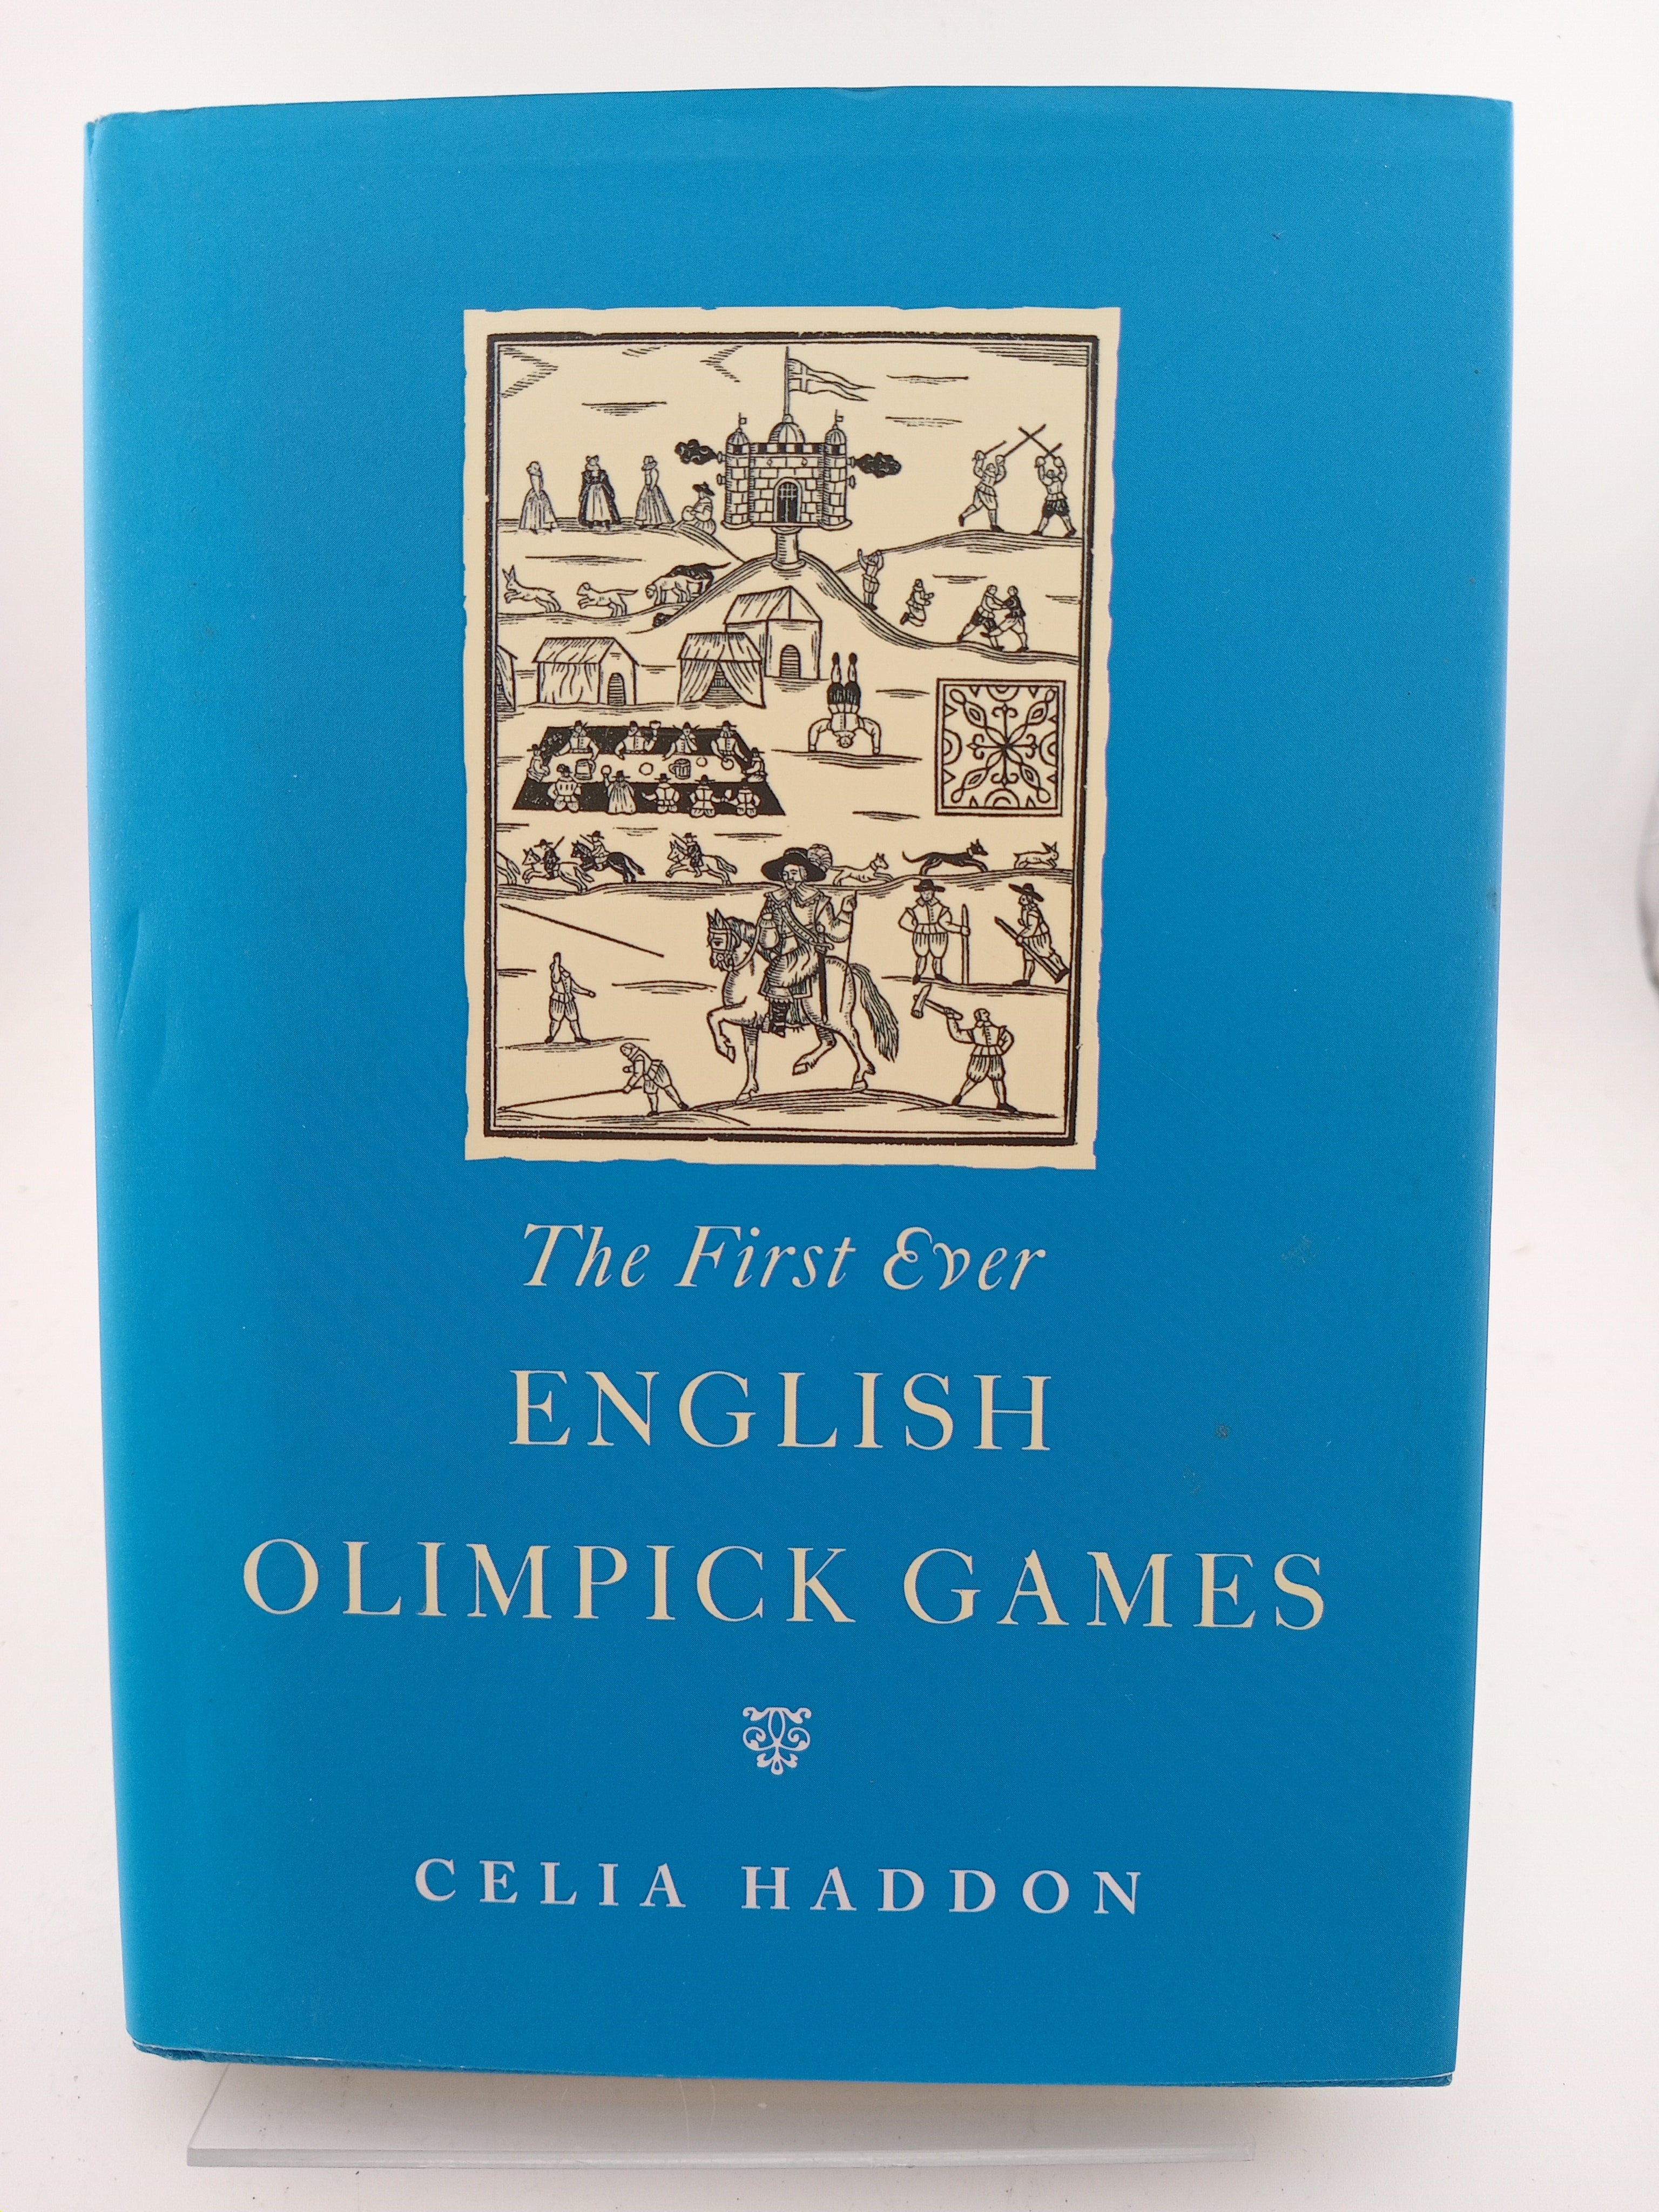 The First Ever
ENGLISH
OLIMPICK GAMES
CELIA HADDON